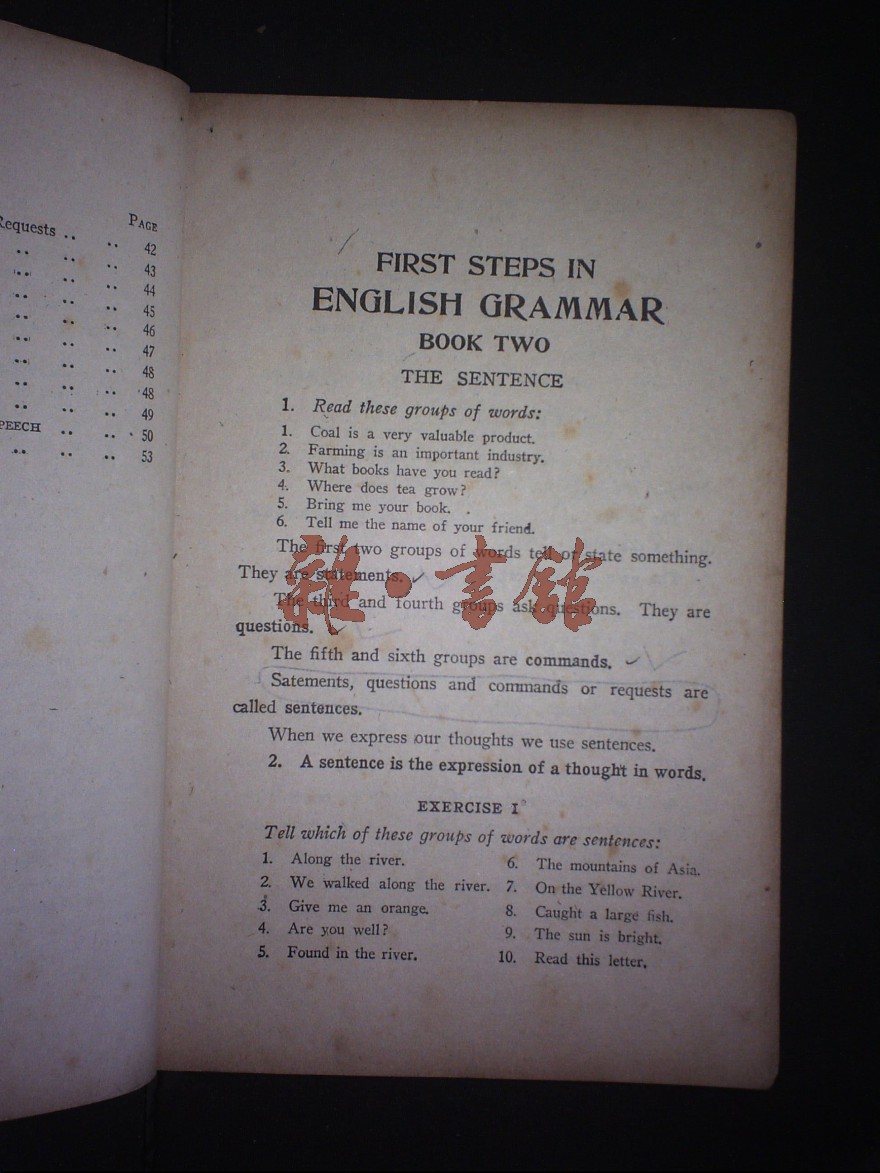 PAGE
Requests .. .. 42
.. .. .. 43
.. .. .. 44
.. .. .. 45
.. .. .. 46
.. .. .. 47
.. .. .. 48
.. .. .. 48
.. .. .. 49
.. .. 50
.. .. .. 53
FIRST STEPS IN
ENGLISH GRAMMAR
BOOK TWO
THE SENTENCE
1. Read these groups of words:
1. Coal is a very valuable product.
2. Farming is an important industry.
3. What books have you read?
4. Where does tea grow?
5. Bring me your book.
6. Tell me the name of your friend.
The first two groups of words tell or state something.
They are statements.
The third and fourth groups ask questions. They are
questions.
The fifth and sixth groups are commands.
Satements, questions and commands or requests are
called sentences.
When we express our thoughts we use sentences.
2. A sentence is the expression of a thought in words.
EXERCISE I
Tell which of these groups of words are sentences:
1. Along the river.
2. We walked along the river.
3. Give me an orange.
4. Are you well?
5. Found in the river.
6. The mountains of Asia.
7. On the Yellow River.
8. Caught a large fish.
9. The sun is bright.
10. Read this letter.
雜·書館